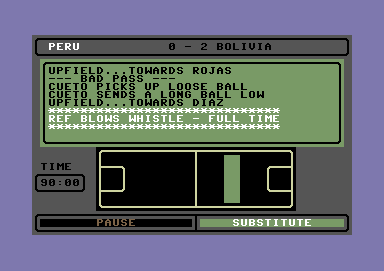 PERU 0 - 2 BOLIVIA
UPFIELD...TOWARDS ROJAS
--- BAD PASS ---
CUETO PICKS UP LOOSE BALL
CUETO SENDS A LONG BALL LOW
UPFIELD...TOWARDS DIAZ
****************************
REF BLOWS WHISTLE - FULL TIME
****************************
TIME
90:00
PAUSE SUBSTITUTE